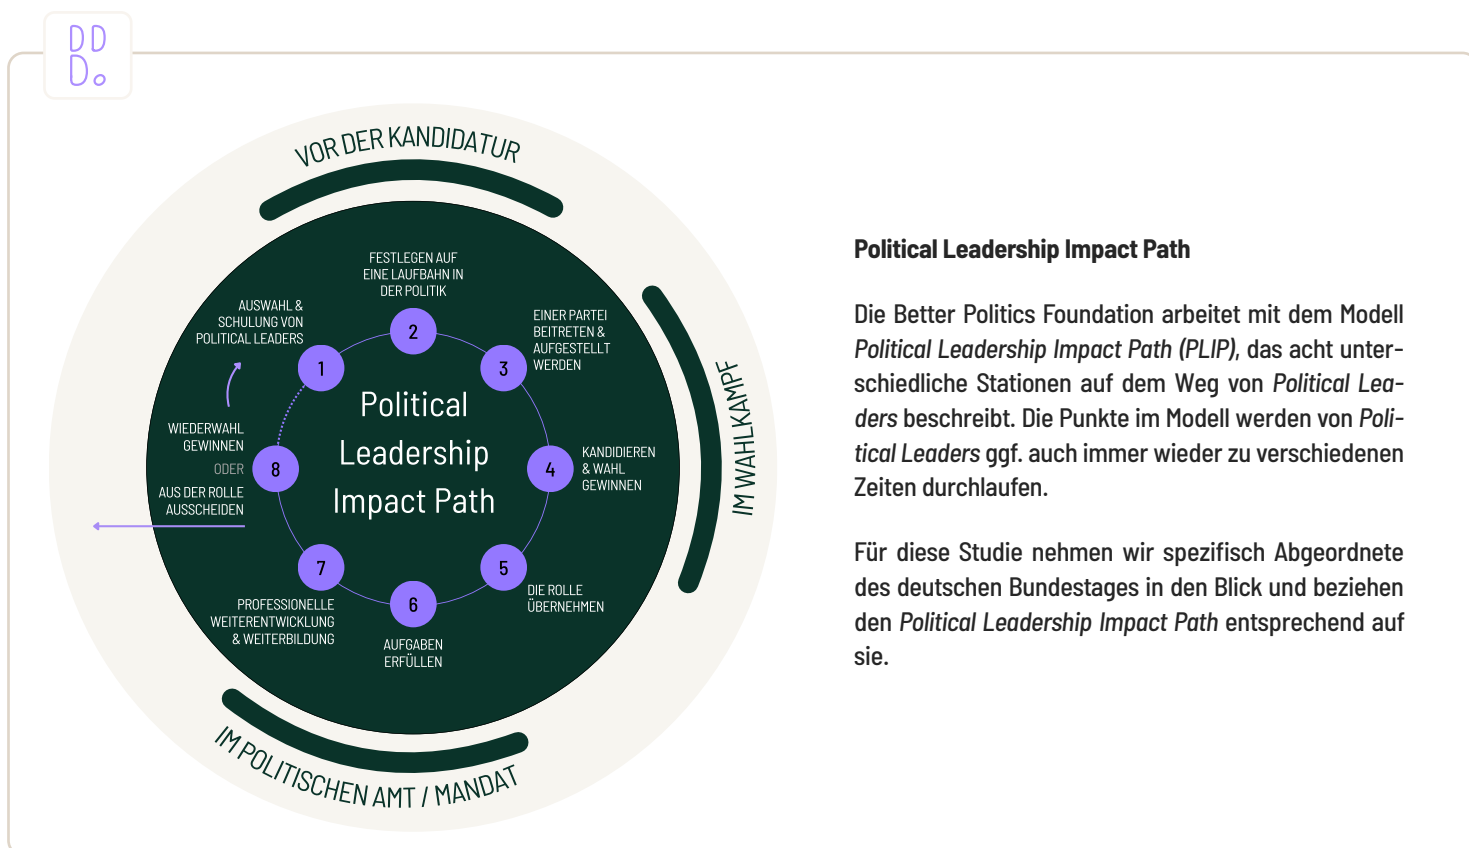 DD
D.
VOR DER KANDIDATUR
IM WAHLKAMPF
IM POLITISCHEN AMT / MANDAT
Political
Leadership
Impact Path
1
AUSWAHL &
SCHULUNG VON
POLITICAL LEADERS
2
FESTLEGEN AUF
EINE LAUFBAHN IN
DER POLITIK
3
EINER PARTEI
BEITRETEN &
AUFGESTELLT
WERDEN
4
KANDIDIEREN
& WAHL
GEWINNEN
5
DIE ROLLE
ÜBERNEHMEN
6
AUFGABEN
ERFÜLLEN
7
PROFESSIONELLE
WEITERENTWICKLUNG
& WEITERBILDUNG
8
WIEDERWAHL
GEWINNEN
ODER
AUS DER ROLLE
AUSSCHEIDEN
Political Leadership Impact Path
Die Better Politics Foundation arbeitet mit dem Modell
Political Leadership Impact Path (PLIP), das acht unter-
schiedliche Stationen auf dem Weg von Political Lea-
ders beschreibt. Die Punkte im Modell werden von Poli-
tical Leaders ggf. auch immer wieder zu verschiedenen
Zeiten durchlaufen.
Für diese Studie nehmen wir spezifisch Abgeordnete
des deutschen Bundestages in den Blick und beziehen
den Political Leadership Impact Path entsprechend auf
sie.